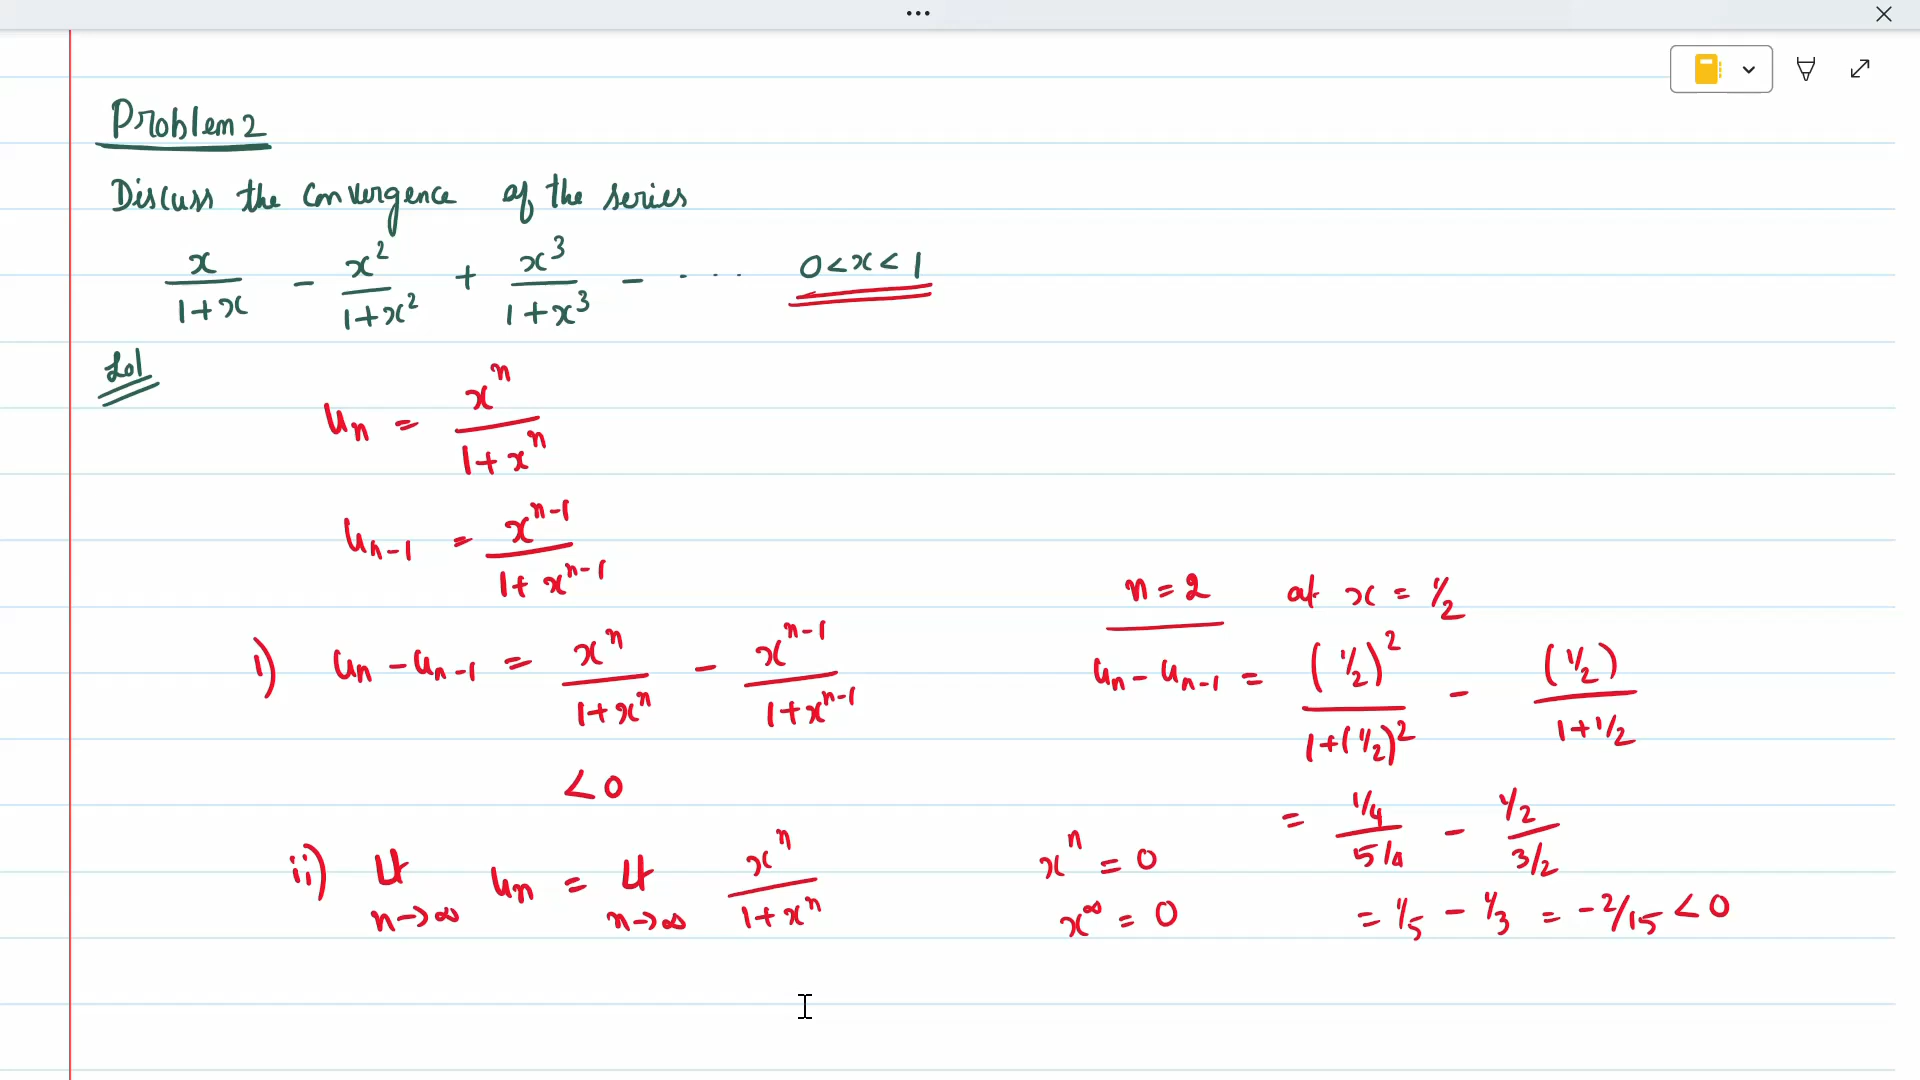 Problem 2
Discuss the convergence of the series
x/(1+x) - x²/(1+x²) + x³/(1+x³) - ····  0<x<1
Sol
uₙ = xⁿ/(1+xⁿ)
uₙ₋₁ = xⁿ⁻¹/(1+xⁿ⁻¹)
i) uₙ - uₙ₋₁ = xⁿ/(1+xⁿ) - xⁿ⁻¹/(1+xⁿ⁻¹)
<0
n=2  at x = 1/2
uₙ - uₙ₋₁ = (1/2)²/(1+(1/2)²) - (1/2)/(1+1/2)
= (1/4)/(5/4) - (1/2)/(3/2)
= 1/5 - 1/3 = -2/15 < 0
ii) Lt n→∞ uₙ = Lt n→∞ xⁿ/(1+xⁿ)
xⁿ = 0
x^∞ = 0